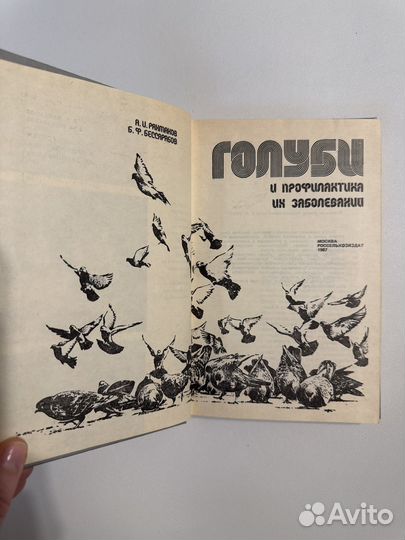 А. И. РАХМАНОВ
Б. Ф. БЕССАРАБОВ
ГОЛУБИ
И ПРОФИЛАКТИКА
ИХ ЗАБОЛЕВАНИЙ
МОСКВА
РОССЕЛЬХОЗИЗДАТ
1987
Avito